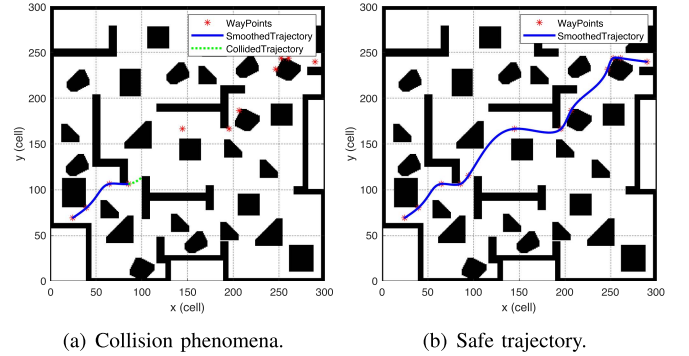 WayPoints
SmoothedTrajectory
CollidedTrajectory
300
250
200
150
100
50
0
y (cell)
0 50 100 150 200 250 300
x (cell)
(a) Collision phenomena.
WayPoints
SmoothedTrajectory
300
250
200
150
100
50
0
y (cell)
0 50 100 150 200 250 300
x (cell)
(b) Safe trajectory.